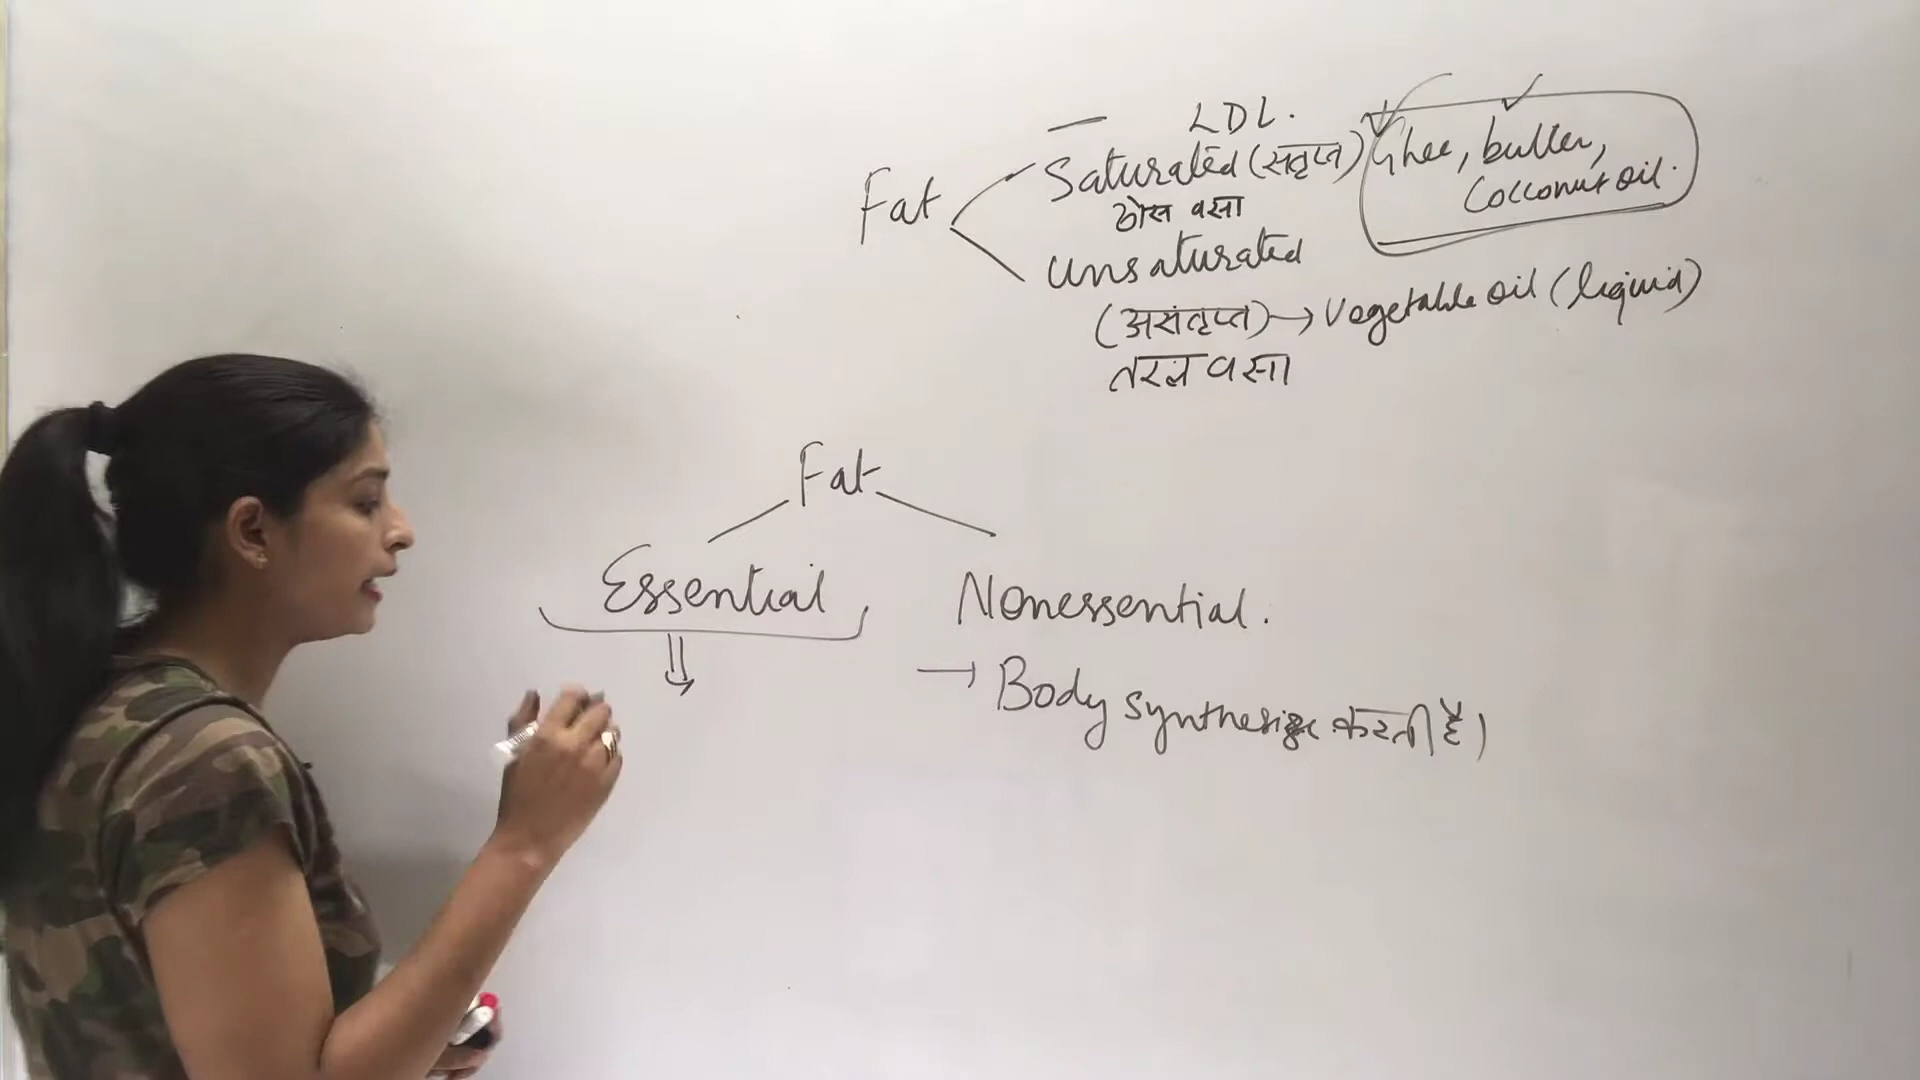 LDL.
Fat
Saturated (संतृप्त) Ghee, butter,
Cocconut oil.
ठोस वसा
unsaturated
(असंतृप्त) → Vegetable oil (liquid)
तरल वसा
Fat
Essential Nonessential.
→ Body synthesize करती है।